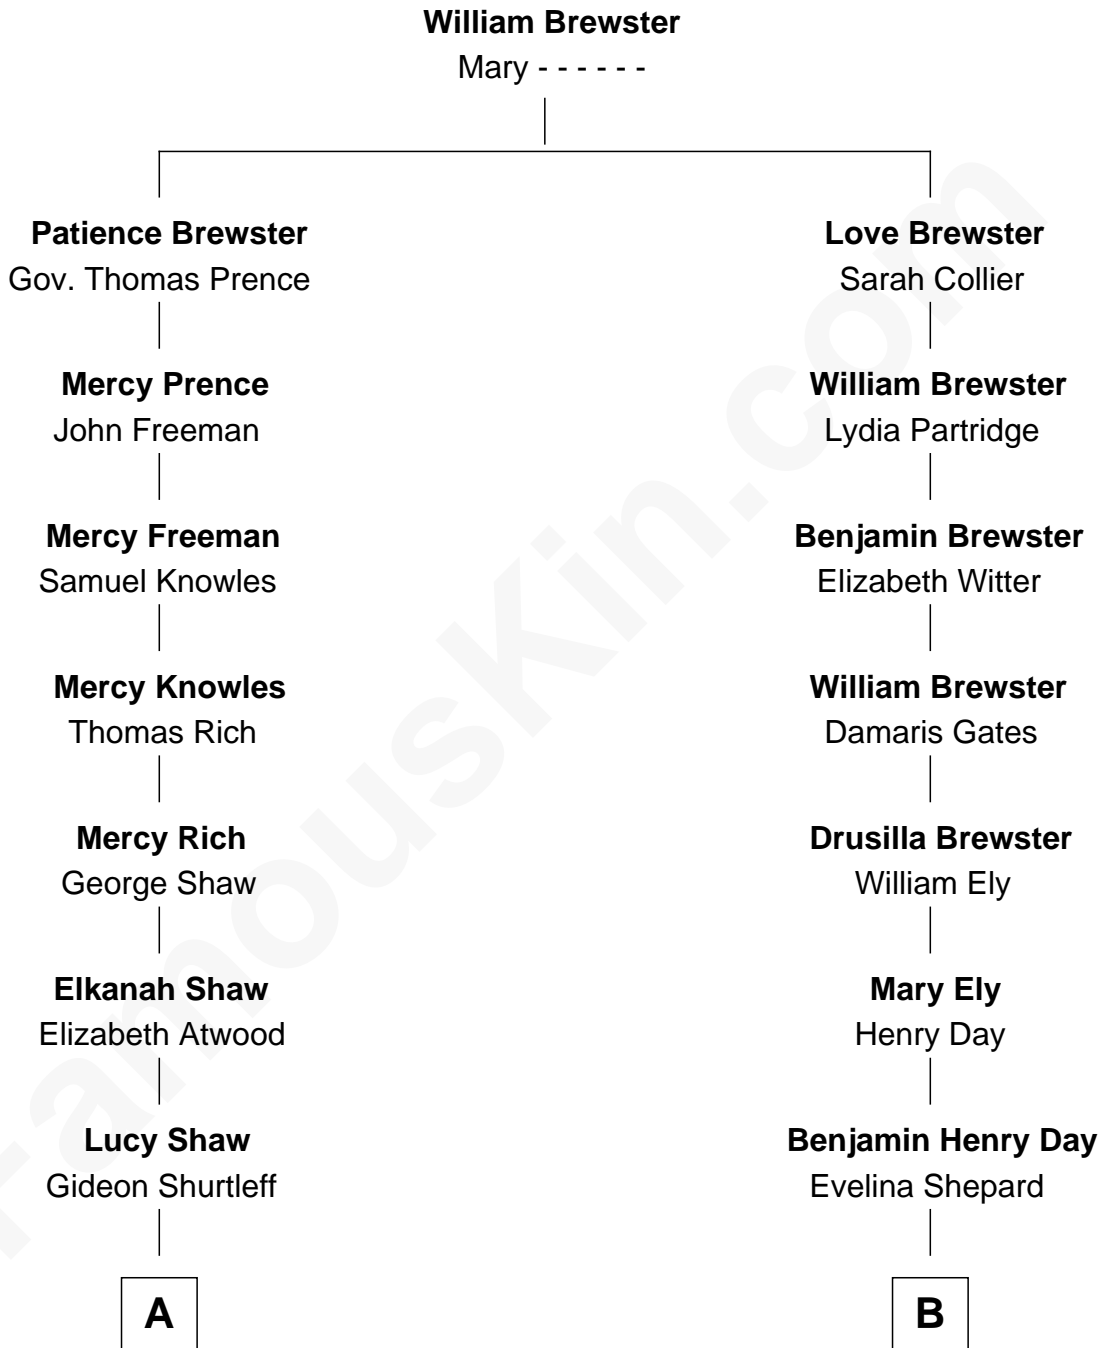 William Brewster
Mary - - - - - -
Patience Brewster
Gov. Thomas Prence
Love Brewster
Sarah Collier
Mercy Prence
John Freeman
William Brewster
Lydia Partridge
Mercy Freeman
Samuel Knowles
Benjamin Brewster
Elizabeth Witter
Mercy Knowles
Thomas Rich
William Brewster
Damaris Gates
Mercy Rich
George Shaw
Drusilla Brewster
William Ely
Elkanah Shaw
Elizabeth Atwood
Mary Ely
Henry Day
Lucy Shaw
Gideon Shurtleff
Benjamin Henry Day
Evelina Shepard
A
B
FamousKin.com